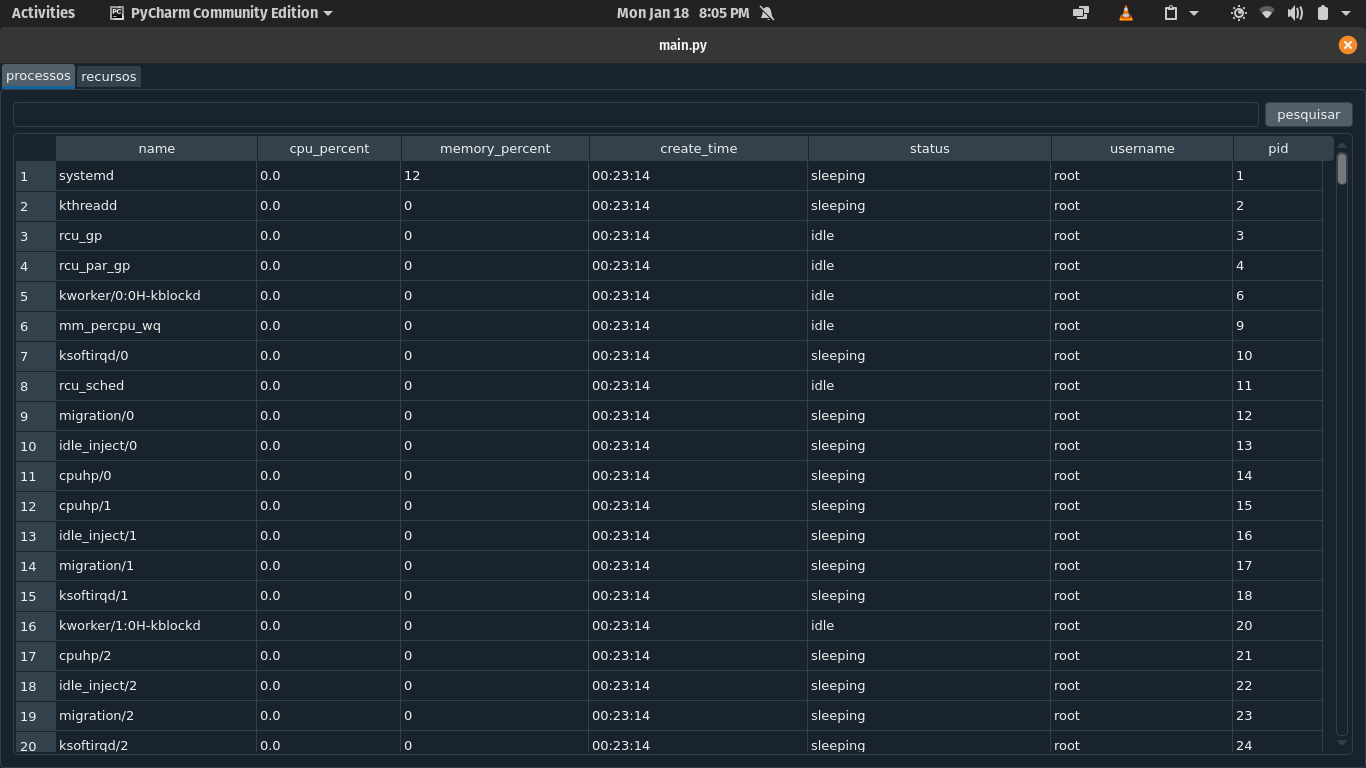 Activities PyCharm Community Edition Mon Jan 18 8:05 PM
main.py
processos recursos
pesquisar
name cpu_percent memory_percent create_time status username pid
1 systemd 0.0 12 00:23:14 sleeping root 1
2 kthreadd 0.0 0 00:23:14 sleeping root 2
3 rcu_gp 0.0 0 00:23:14 idle root 3
4 rcu_par_gp 0.0 0 00:23:14 idle root 4
5 kworker/0:0H-kblockd 0.0 0 00:23:14 idle root 6
6 mm_percpu_wq 0.0 0 00:23:14 idle root 9
7 ksoftirqd/0 0.0 0 00:23:14 sleeping root 10
8 rcu_sched 0.0 0 00:23:14 idle root 11
9 migration/0 0.0 0 00:23:14 sleeping root 12
10 idle_inject/0 0.0 0 00:23:14 sleeping root 13
11 cpuhp/0 0.0 0 00:23:14 sleeping root 14
12 cpuhp/1 0.0 0 00:23:14 sleeping root 15
13 idle_inject/1 0.0 0 00:23:14 sleeping root 16
14 migration/1 0.0 0 00:23:14 sleeping root 17
15 ksoftirqd/1 0.0 0 00:23:14 sleeping root 18
16 kworker/1:0H-kblockd 0.0 0 00:23:14 idle root 20
17 cpuhp/2 0.0 0 00:23:14 sleeping root 21
18 idle_inject/2 0.0 0 00:23:14 sleeping root 22
19 migration/2 0.0 0 00:23:14 sleeping root 23
20 ksoftirqd/2 0.0 0 00:23:14 sleeping root 24